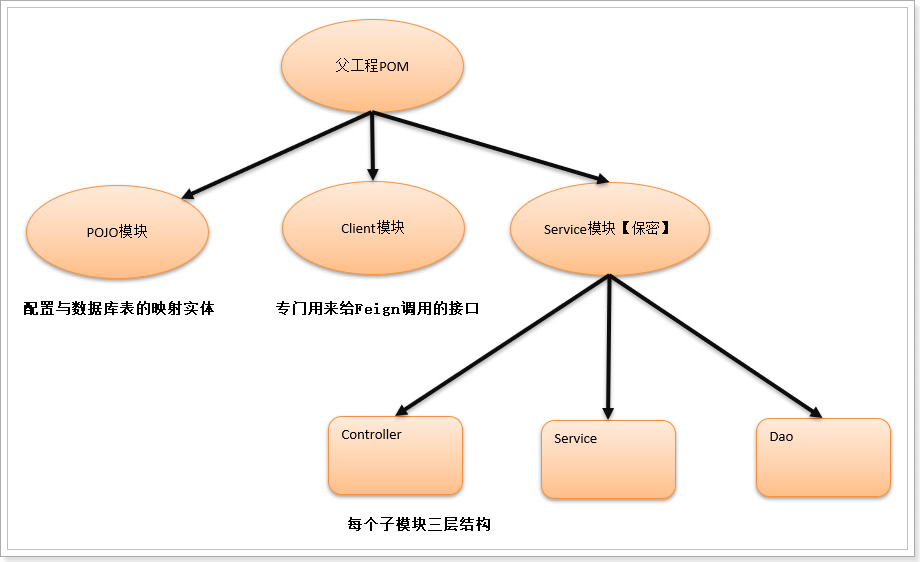 父工程POM
POJO模块
Client模块
Service模块【保密】
配置与数据库表的映射实体
专门用来给Feign调用的接口
Controller
Service
Dao
每个子模块三层结构